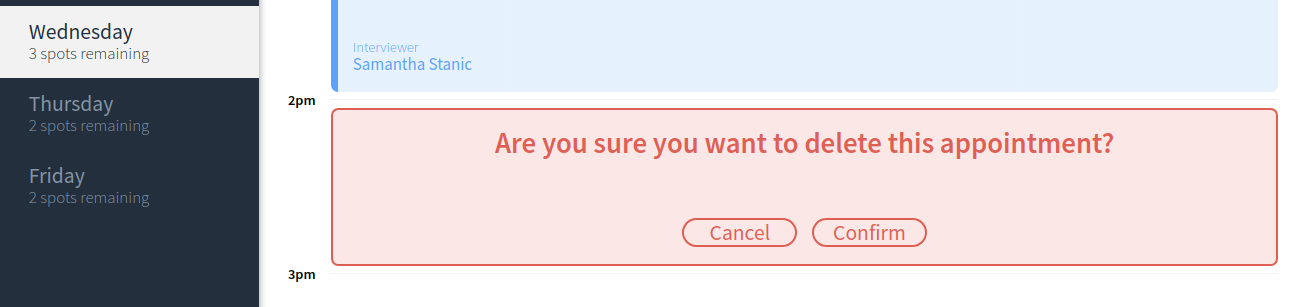 Wednesday
3 spots remaining
Thursday
2 spots remaining
Friday
2 spots remaining
Interviewer
Samantha Stanic
2pm
Are you sure you want to delete this appointment?
Cancel
Confirm
3pm